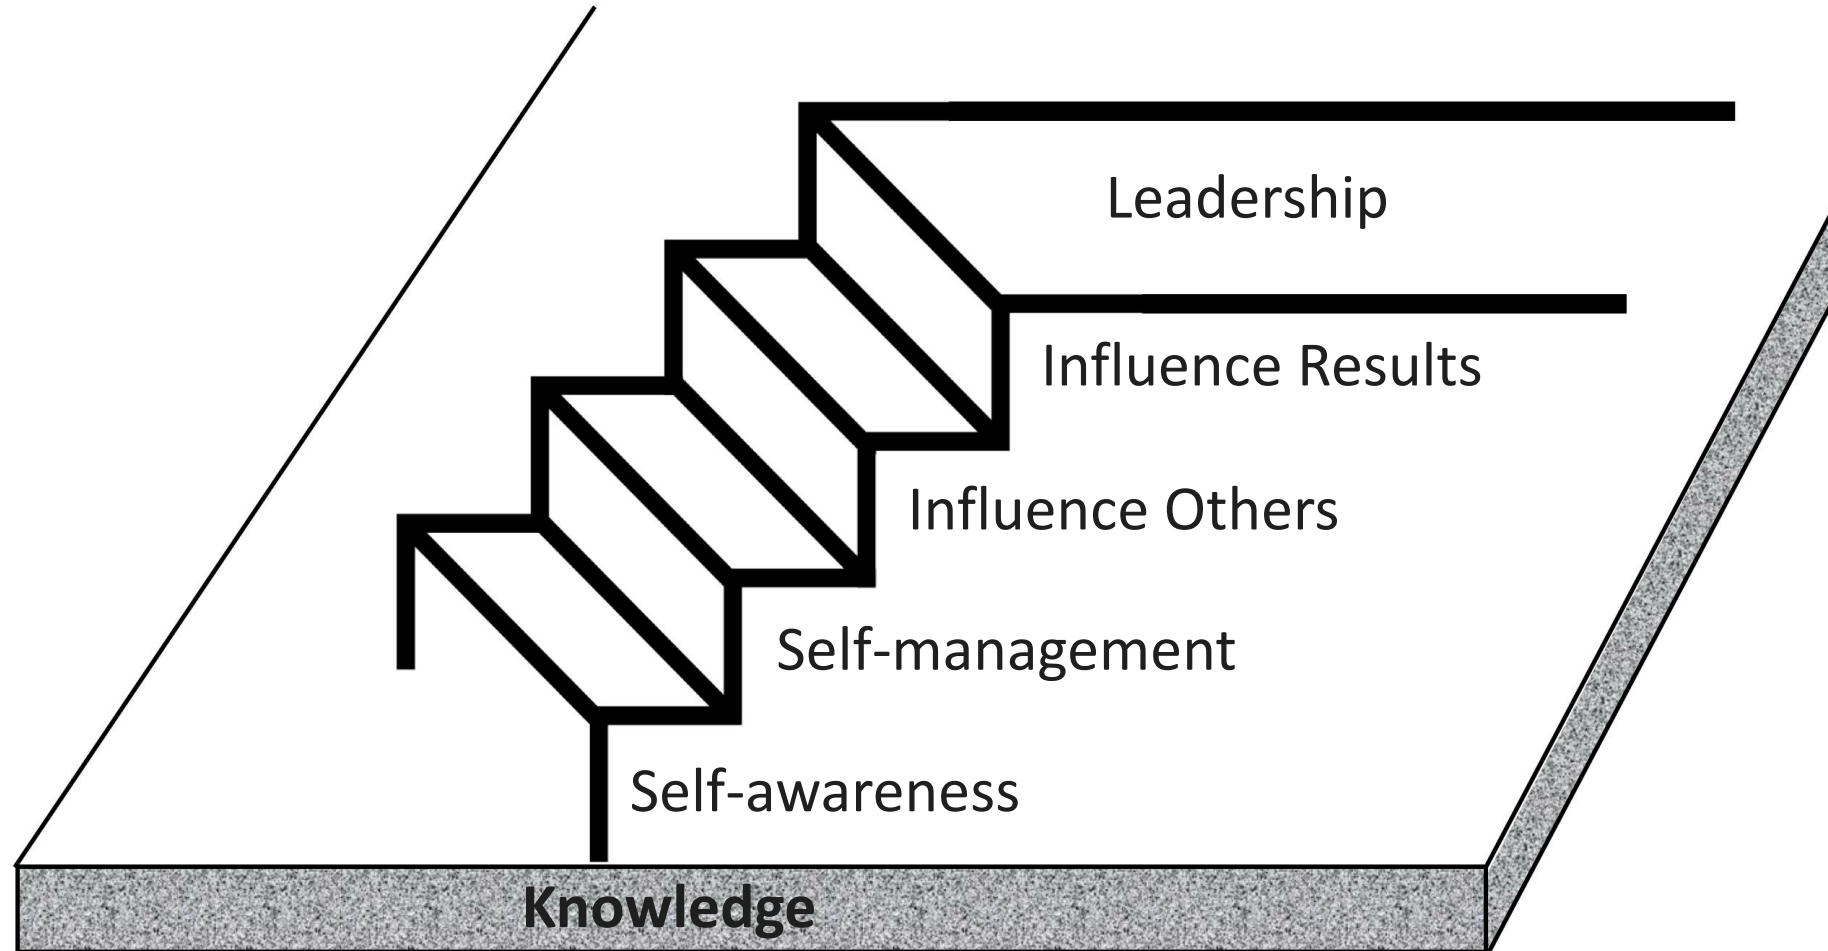 Leadership
Influence Results
Influence Others
Self-management
Self-awareness
Knowledge